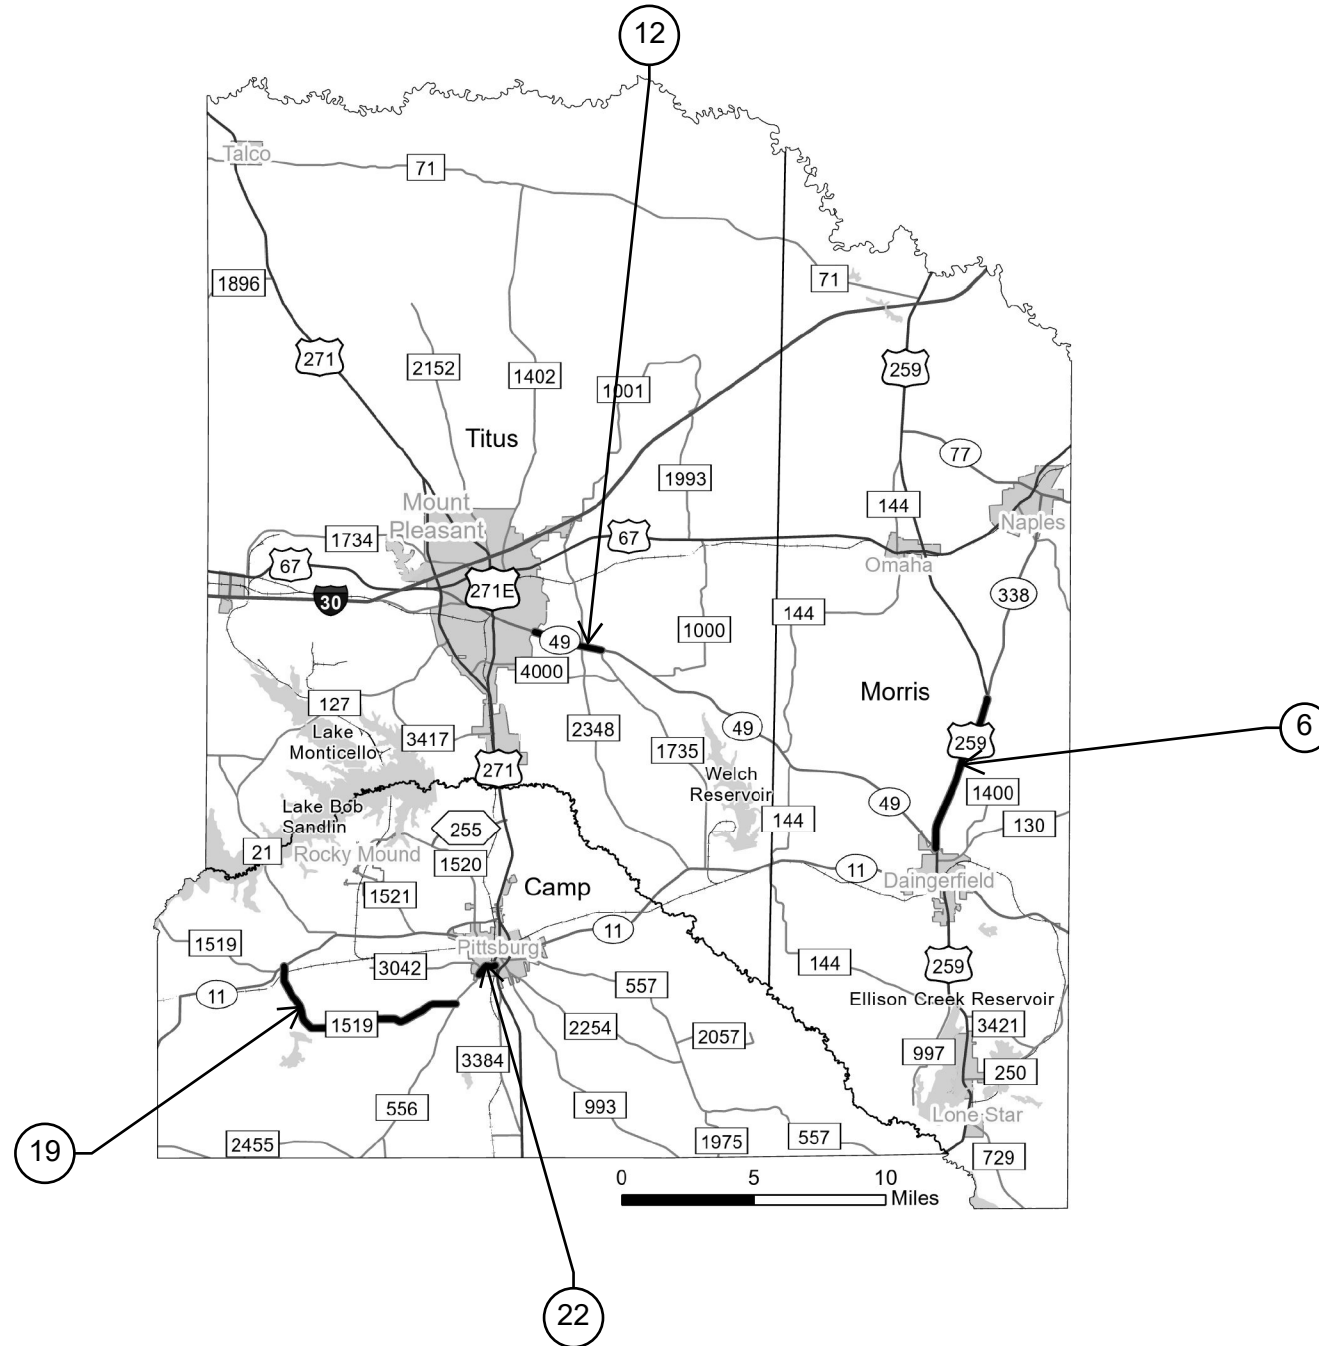 12
Talco
71
1896
71
271
2152
1402
1001
259
Titus
77
1993
Mount
Pleasant
144
Naples
1734
67
67
Omaha
271E
30
338
144
49
1000
4000
Morris
127
6
Lake
Monticello
3417
2348
49
1735
259
271
Welch
Reservoir
1400
49
Lake Bob
Sandlin
255
144
130
21
Rocky Mound
1520
11
Camp
Daingerfield
1521
11
1519
Pittsburg
3042
144
259
11
557
Ellison Creek Reservoir
1519
2254
2057
3421
3384
997
250
556
993
Lone Star
2455
1975
557
19
729
0 5 10
Miles
22